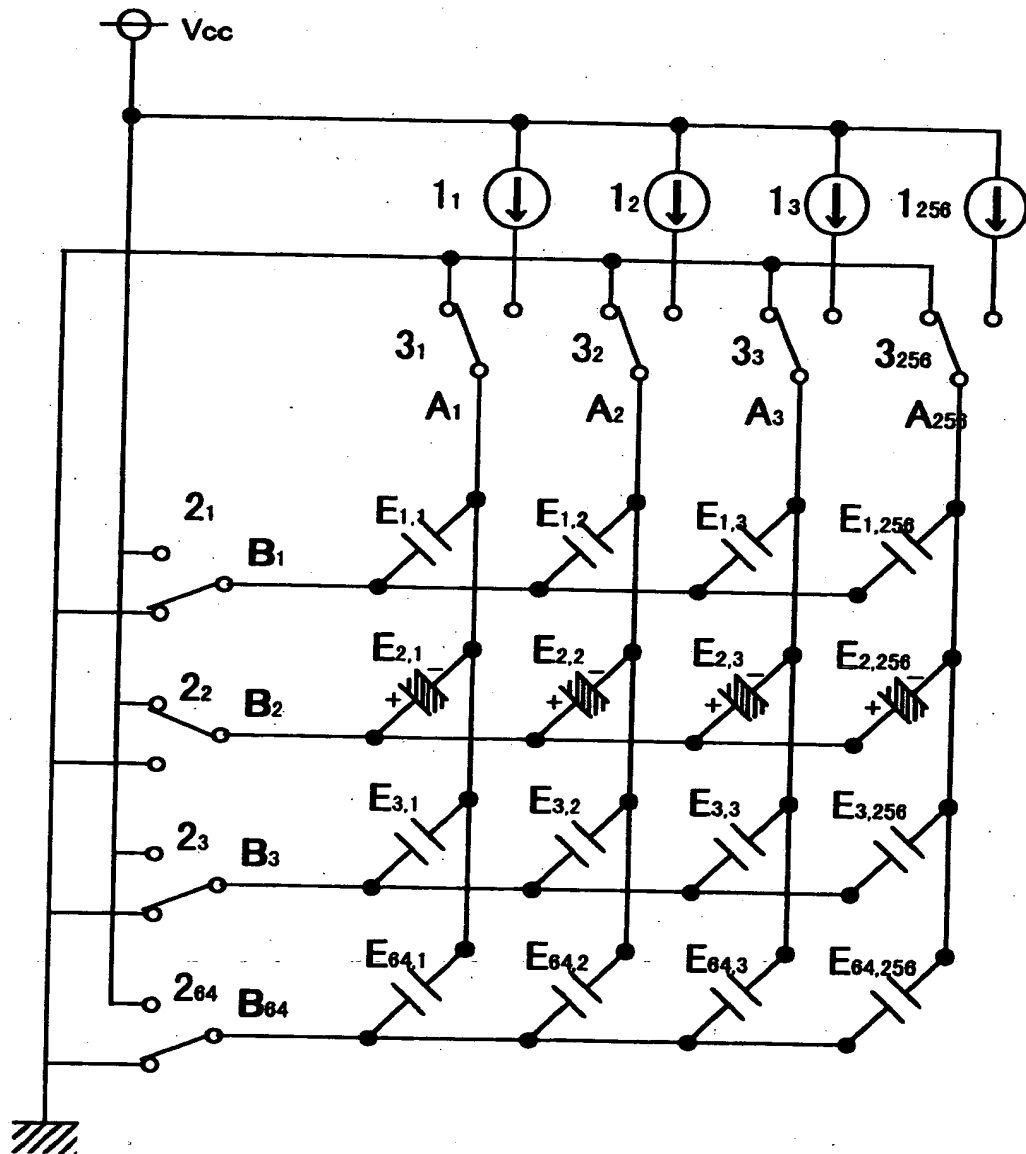 Vcc
1₁ 1₂ 1₃ 1₂₅₆
3₁ 3₂ 3₃ 3₂₅₆
A₁ A₂ A₃ A₂₅₆
2₁ B₁ E₁,₁ E₁,₂ E₁,₃ E₁,₂₅₆
2₂ B₂ E₂,₁ E₂,₂ E₂,₃ E₂,₂₅₆
+ − + − + − + −
2₃ B₃ E₃,₁ E₃,₂ E₃,₃ E₃,₂₅₆
2₆₄ B₆₄ E₆₄,₁ E₆₄,₂ E₆₄,₃ E₆₄,₂₅₆